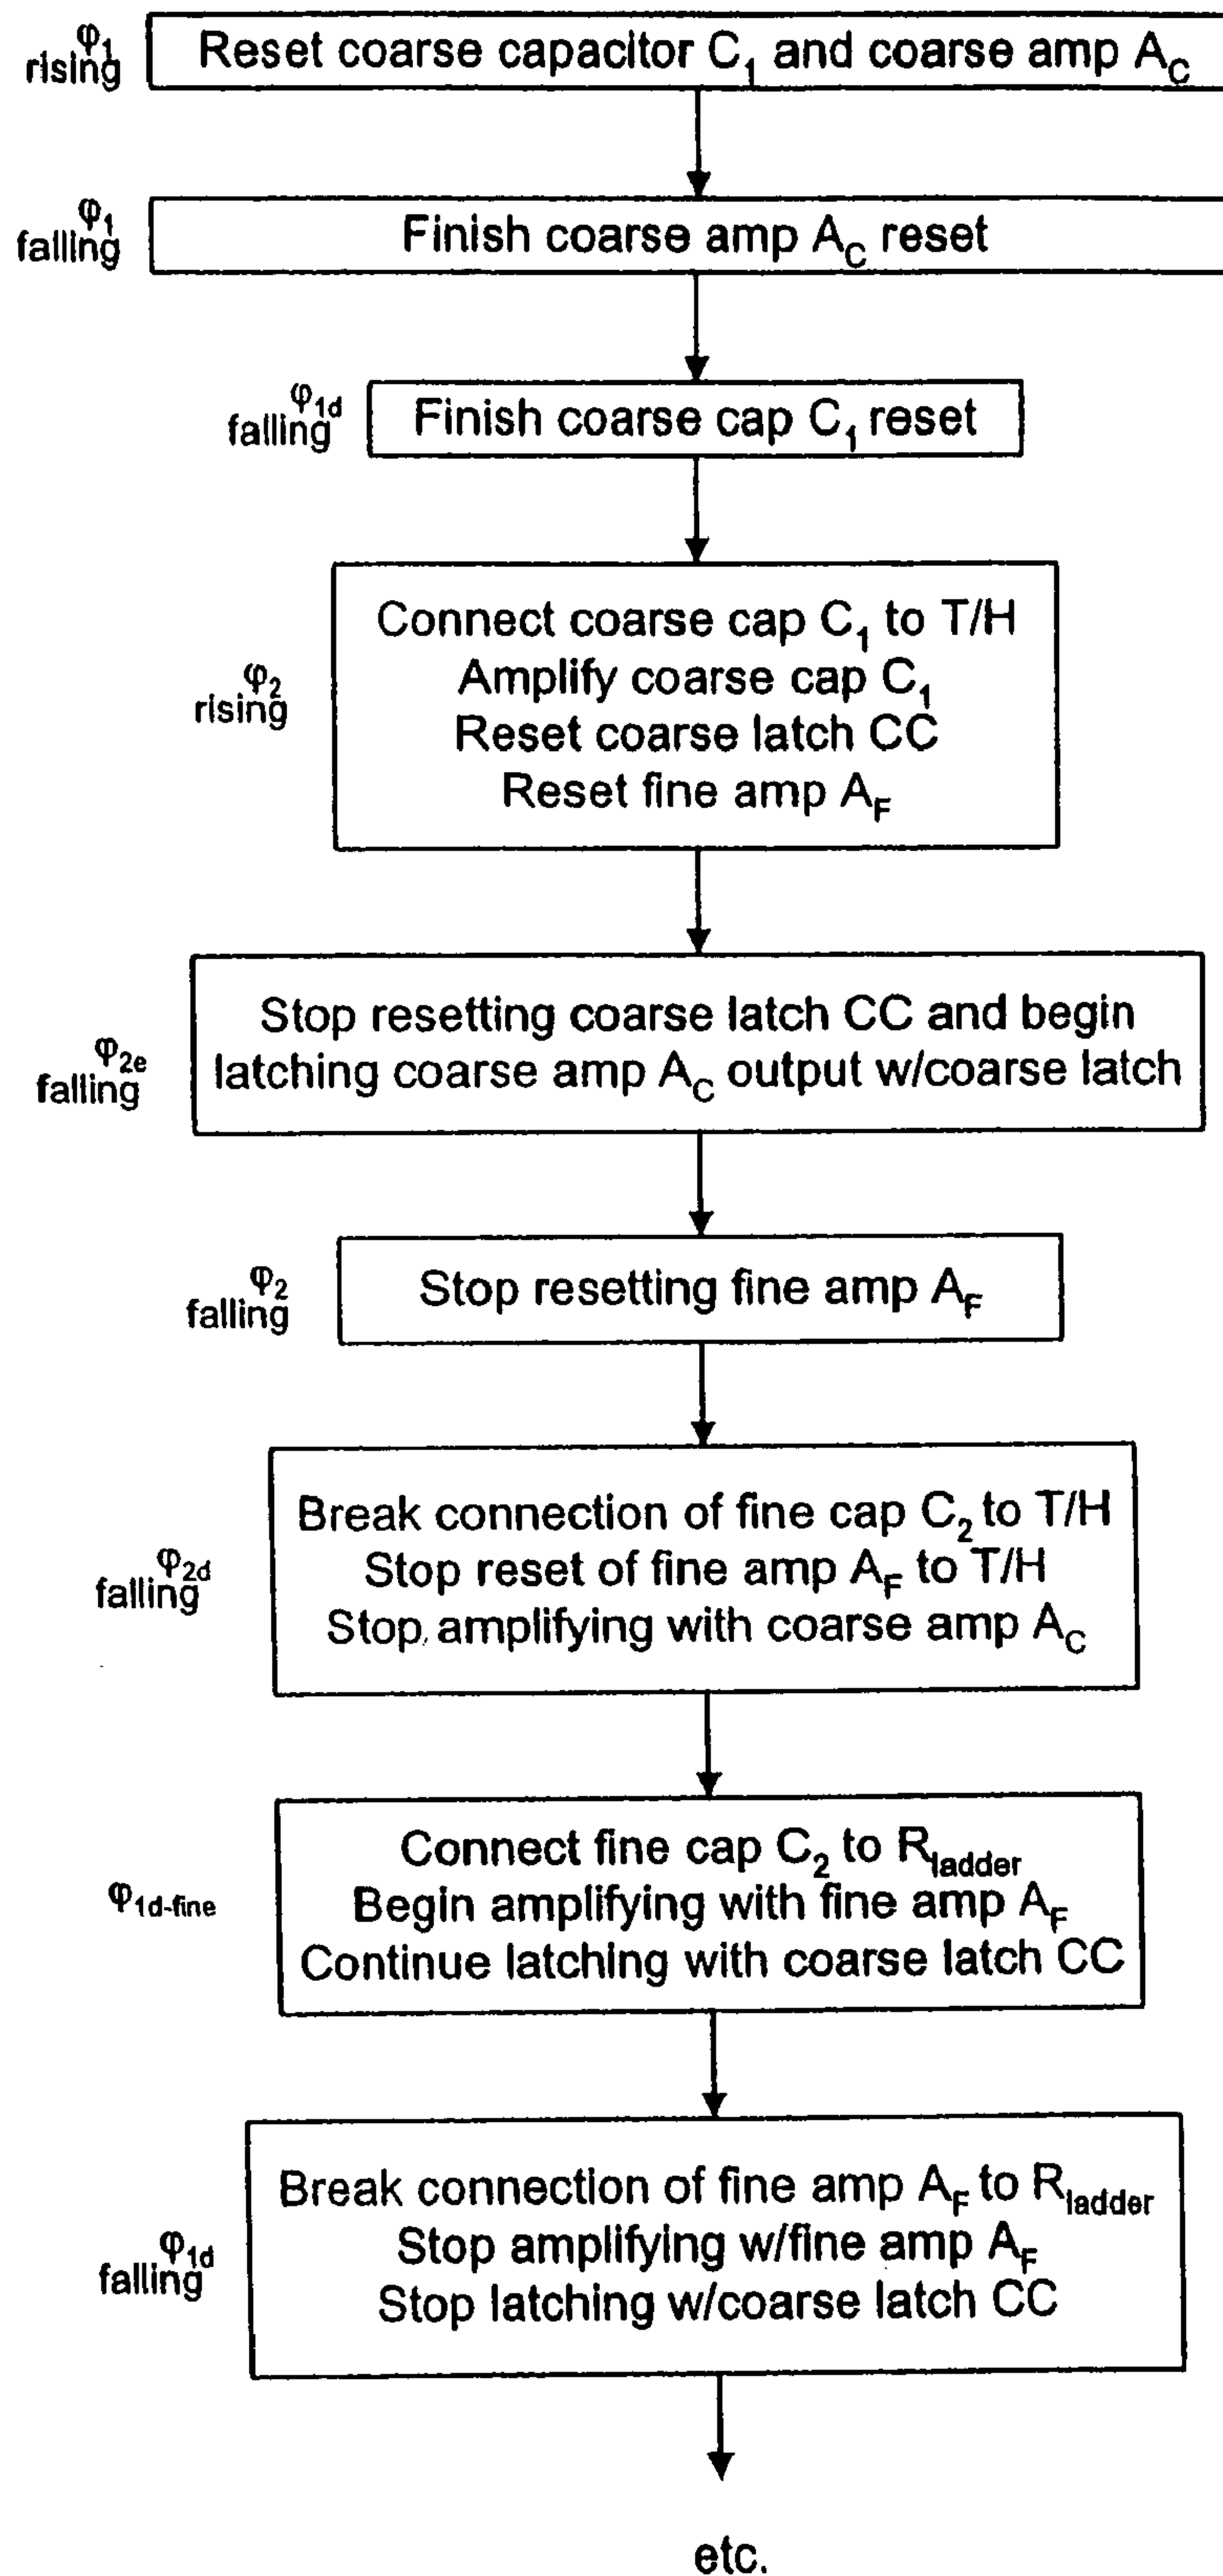 φ1 rising
Reset coarse capacitor C1 and coarse amp AC
φ1 falling
Finish coarse amp AC reset
φ1d falling
Finish coarse cap C1 reset
φ2 rising
Connect coarse cap C1 to T/H
Amplify coarse cap C1
Reset coarse latch CC
Reset fine amp AF
φ2e falling
Stop resetting coarse latch CC and begin
latching coarse amp AC output w/coarse latch
φ2 falling
Stop resetting fine amp AF
φ2d falling
Break connection of fine cap C2 to T/H
Stop reset of fine amp AF to T/H
Stop amplifying with coarse amp AC
φ1d-fine
Connect fine cap C2 to Rladder
Begin amplifying with fine amp AF
Continue latching with coarse latch CC
φ1d falling
Break connection of fine amp AF to Rladder
Stop amplifying w/fine amp AF
Stop latching w/coarse latch CC
etc.